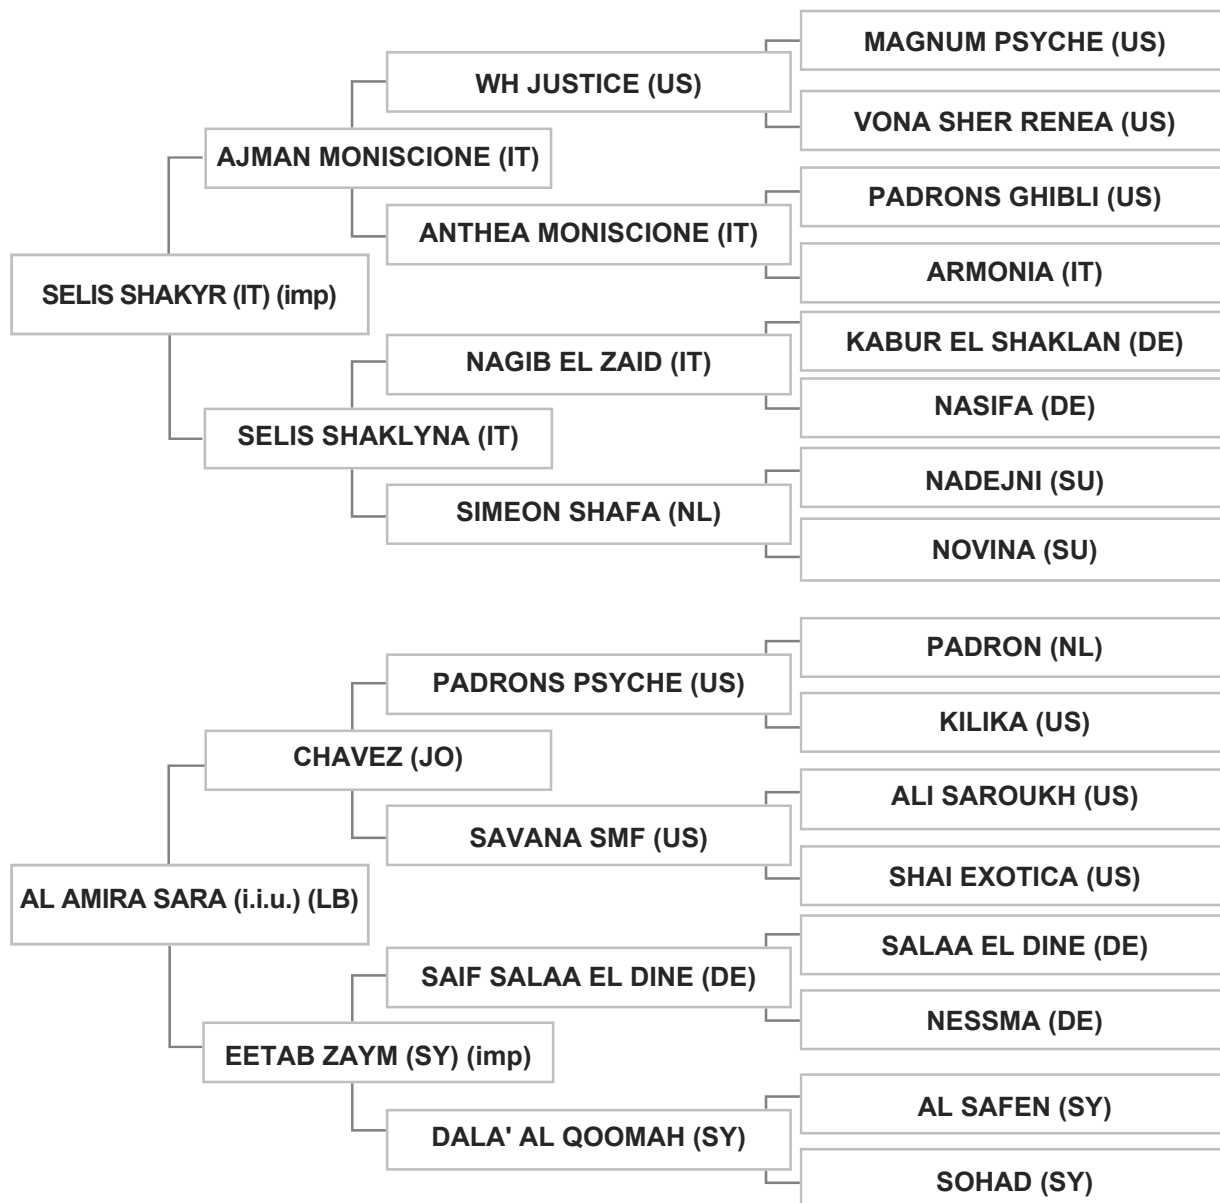 MAGNUM PSYCHE (US)
WH JUSTICE (US)
VONA SHER RENEA (US)
AJMAN MONISCIONE (IT)
PADRONS GHIBLI (US)
ANTHEA MONISCIONE (IT)
ARMONIA (IT)
SELIS SHAKYR (IT) (imp)
KABUR EL SHAKLAN (DE)
NAGIB EL ZAID (IT)
NASIFA (DE)
SELIS SHAKLYNA (IT)
NADEJNI (SU)
SIMEON SHAFA (NL)
NOVINA (SU)
PADRON (NL)
PADRONS PSYCHE (US)
KILIKA (US)
CHAVEZ (JO)
ALI SAROUKH (US)
SAVANA SMF (US)
SHAI EXOTICA (US)
AL AMIRA SARA (i.i.u.) (LB)
SALAA EL DINE (DE)
SAIF SALAA EL DINE (DE)
NESSMA (DE)
EETAB ZAYM (SY) (imp)
AL SAFEN (SY)
DALA' AL QOOMAH (SY)
SOHAD (SY)